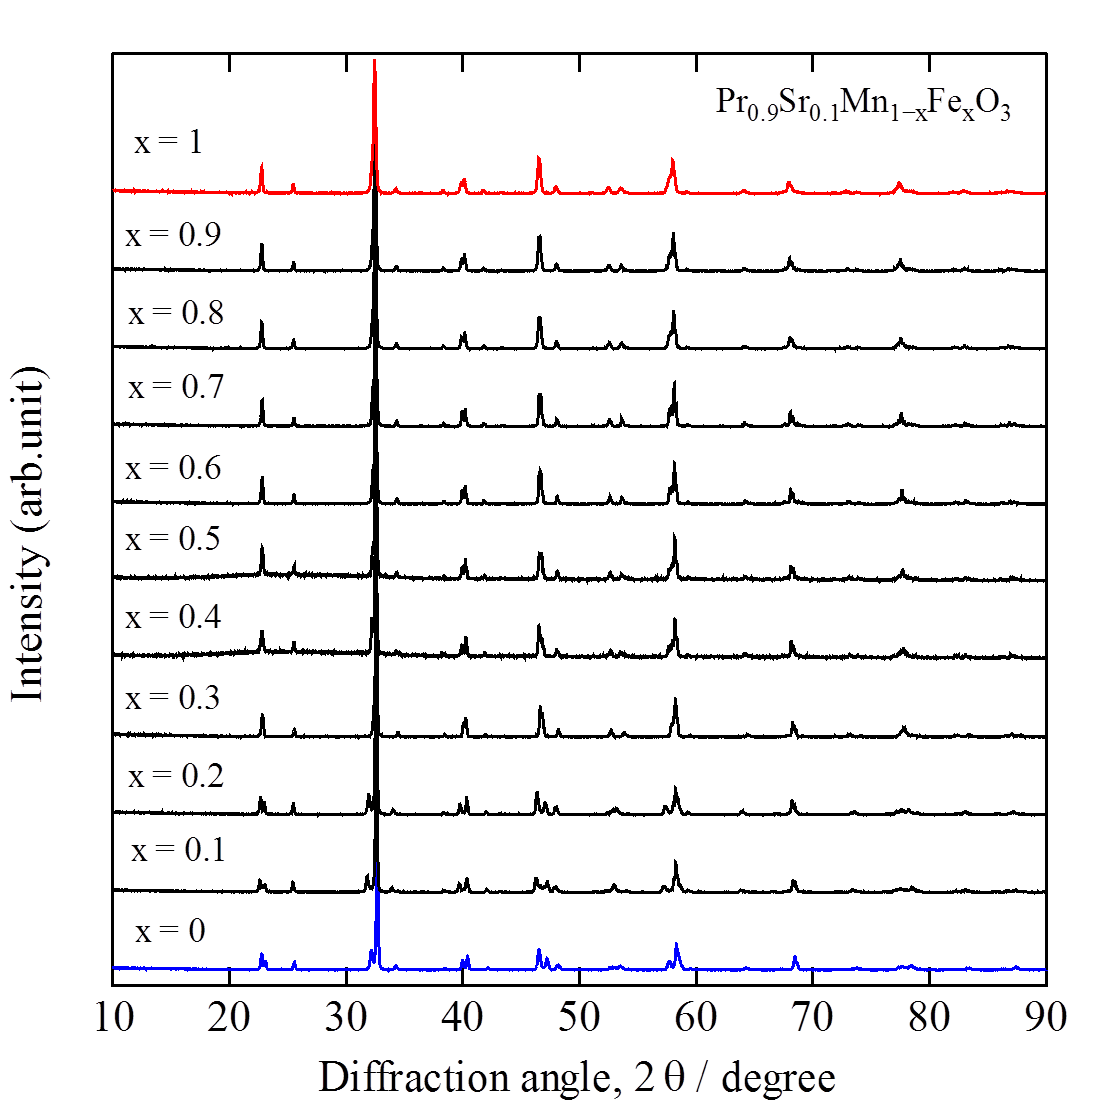 Pr0.9Sr0.1Mn1−xFexO3
x = 1
x = 0.9
x = 0.8
x = 0.7
x = 0.6
x = 0.5
x = 0.4
x = 0.3
x = 0.2
x = 0.1
x = 0
Intensity (arb.unit)
10 20 30 40 50 60 70 80 90
Diffraction angle, 2 θ / degree